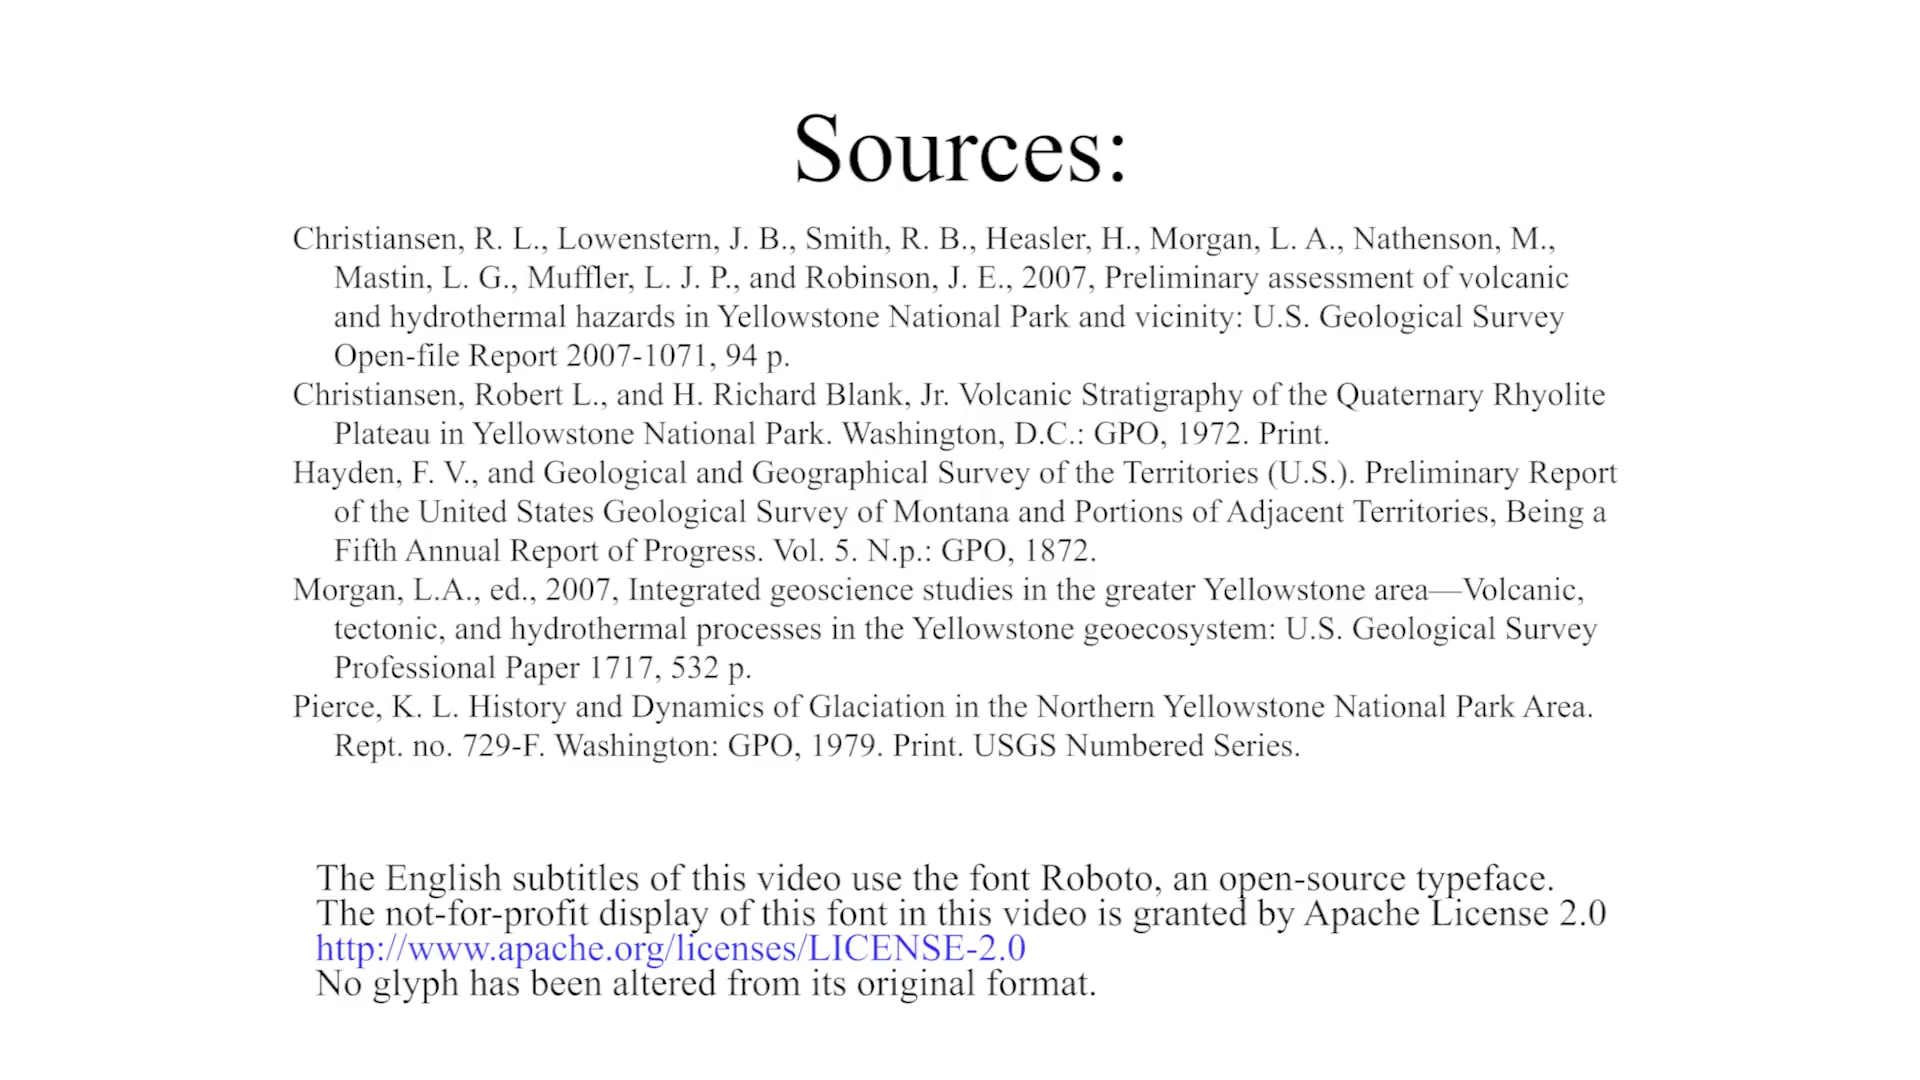 Sources:
Christiansen, R. L., Lowenstern, J. B., Smith, R. B., Heasler, H., Morgan, L. A., Nathenson, M.,
Mastin, L. G., Muffler, L. J. P., and Robinson, J. E., 2007, Preliminary assessment of volcanic
and hydrothermal hazards in Yellowstone National Park and vicinity: U.S. Geological Survey
Open-file Report 2007-1071, 94 p.
Christiansen, Robert L., and H. Richard Blank, Jr. Volcanic Stratigraphy of the Quaternary Rhyolite
Plateau in Yellowstone National Park. Washington, D.C.: GPO, 1972. Print.
Hayden, F. V., and Geological and Geographical Survey of the Territories (U.S.). Preliminary Report
of the United States Geological Survey of Montana and Portions of Adjacent Territories, Being a
Fifth Annual Report of Progress. Vol. 5. N.p.: GPO, 1872.
Morgan, L.A., ed., 2007, Integrated geoscience studies in the greater Yellowstone area—Volcanic,
tectonic, and hydrothermal processes in the Yellowstone geoecosystem: U.S. Geological Survey
Professional Paper 1717, 532 p.
Pierce, K. L. History and Dynamics of Glaciation in the Northern Yellowstone National Park Area.
Rept. no. 729-F. Washington: GPO, 1979. Print. USGS Numbered Series.
The English subtitles of this video use the font Roboto, an open-source typeface.
The not-for-profit display of this font in this video is granted by Apache License 2.0
http://www.apache.org/licenses/LICENSE-2.0
No glyph has been altered from its original format.